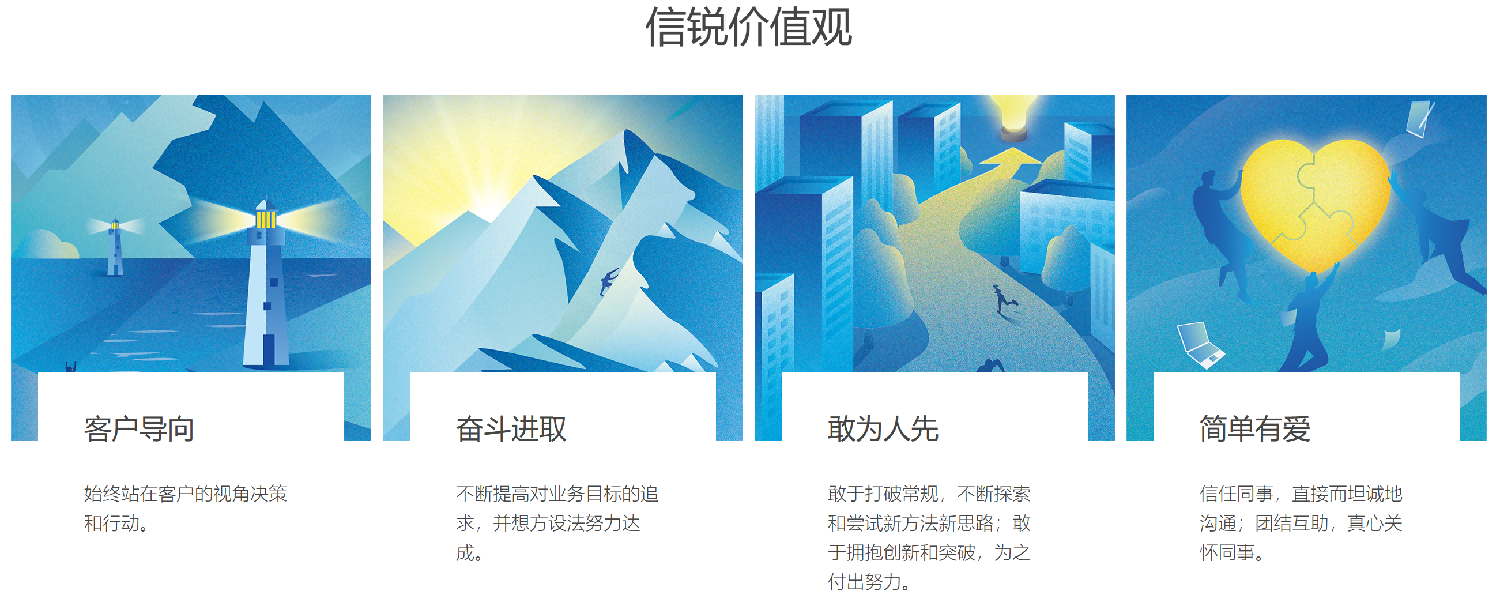 信锐价值观
客户导向
始终站在客户的视角决策
和行动。
奋斗进取
不断提高对业务目标的追
求，并想方设法努力达
成。
敢为人先
敢于打破常规，不断探索
和尝试新方法新思路；敢
于拥抱创新和突破，为之
付出努力。
简单有爱
信任同事，直接而坦诚地
沟通；团结互助，真心关
怀同事。